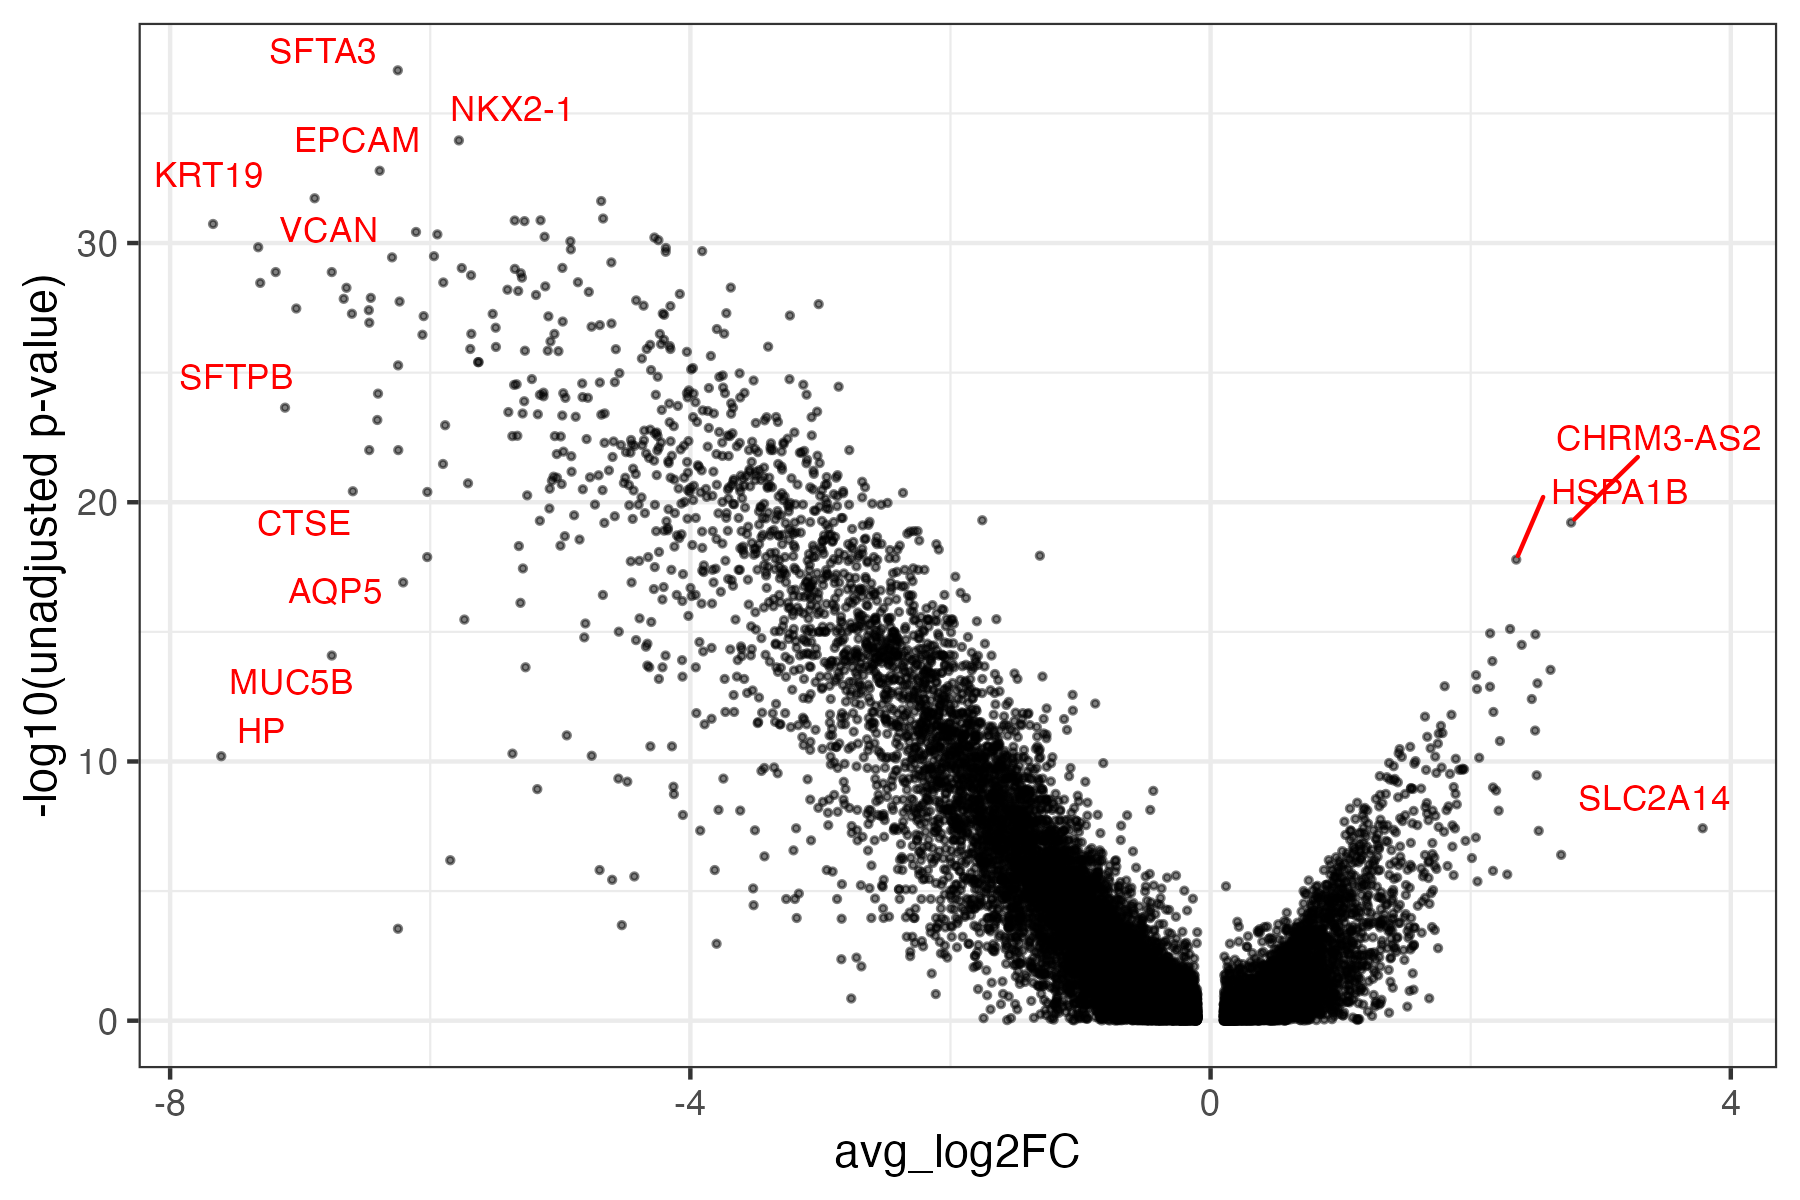 SFTA3
NKX2-1
EPCAM
KRT19
VCAN
SFTPB
CTSE
AQP5
MUC5B
HP
CHRM3-AS2
HSPA1B
SLC2A14
-log10(unadjusted p-value)
30
20
10
0
-8
-4
0
4
avg_log2FC